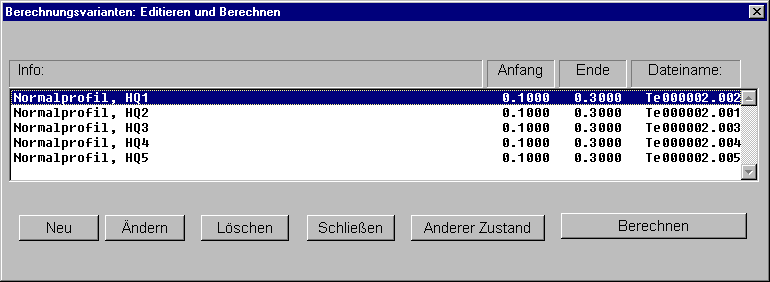 Berechnungsvarianten: Editieren und Berechnen
Info: Anfang Ende Dateiname:
Normalprofil, HQ1 0.1000 0.3000 Te000002.002
Normalprofil, HQ2 0.1000 0.3000 Te000002.001
Normalprofil, HQ3 0.1000 0.3000 Te000002.003
Normalprofil, HQ4 0.1000 0.3000 Te000002.004
Normalprofil, HQ5 0.1000 0.3000 Te000002.005
Neu Ändern Löschen Schließen Anderer Zustand Berechnen